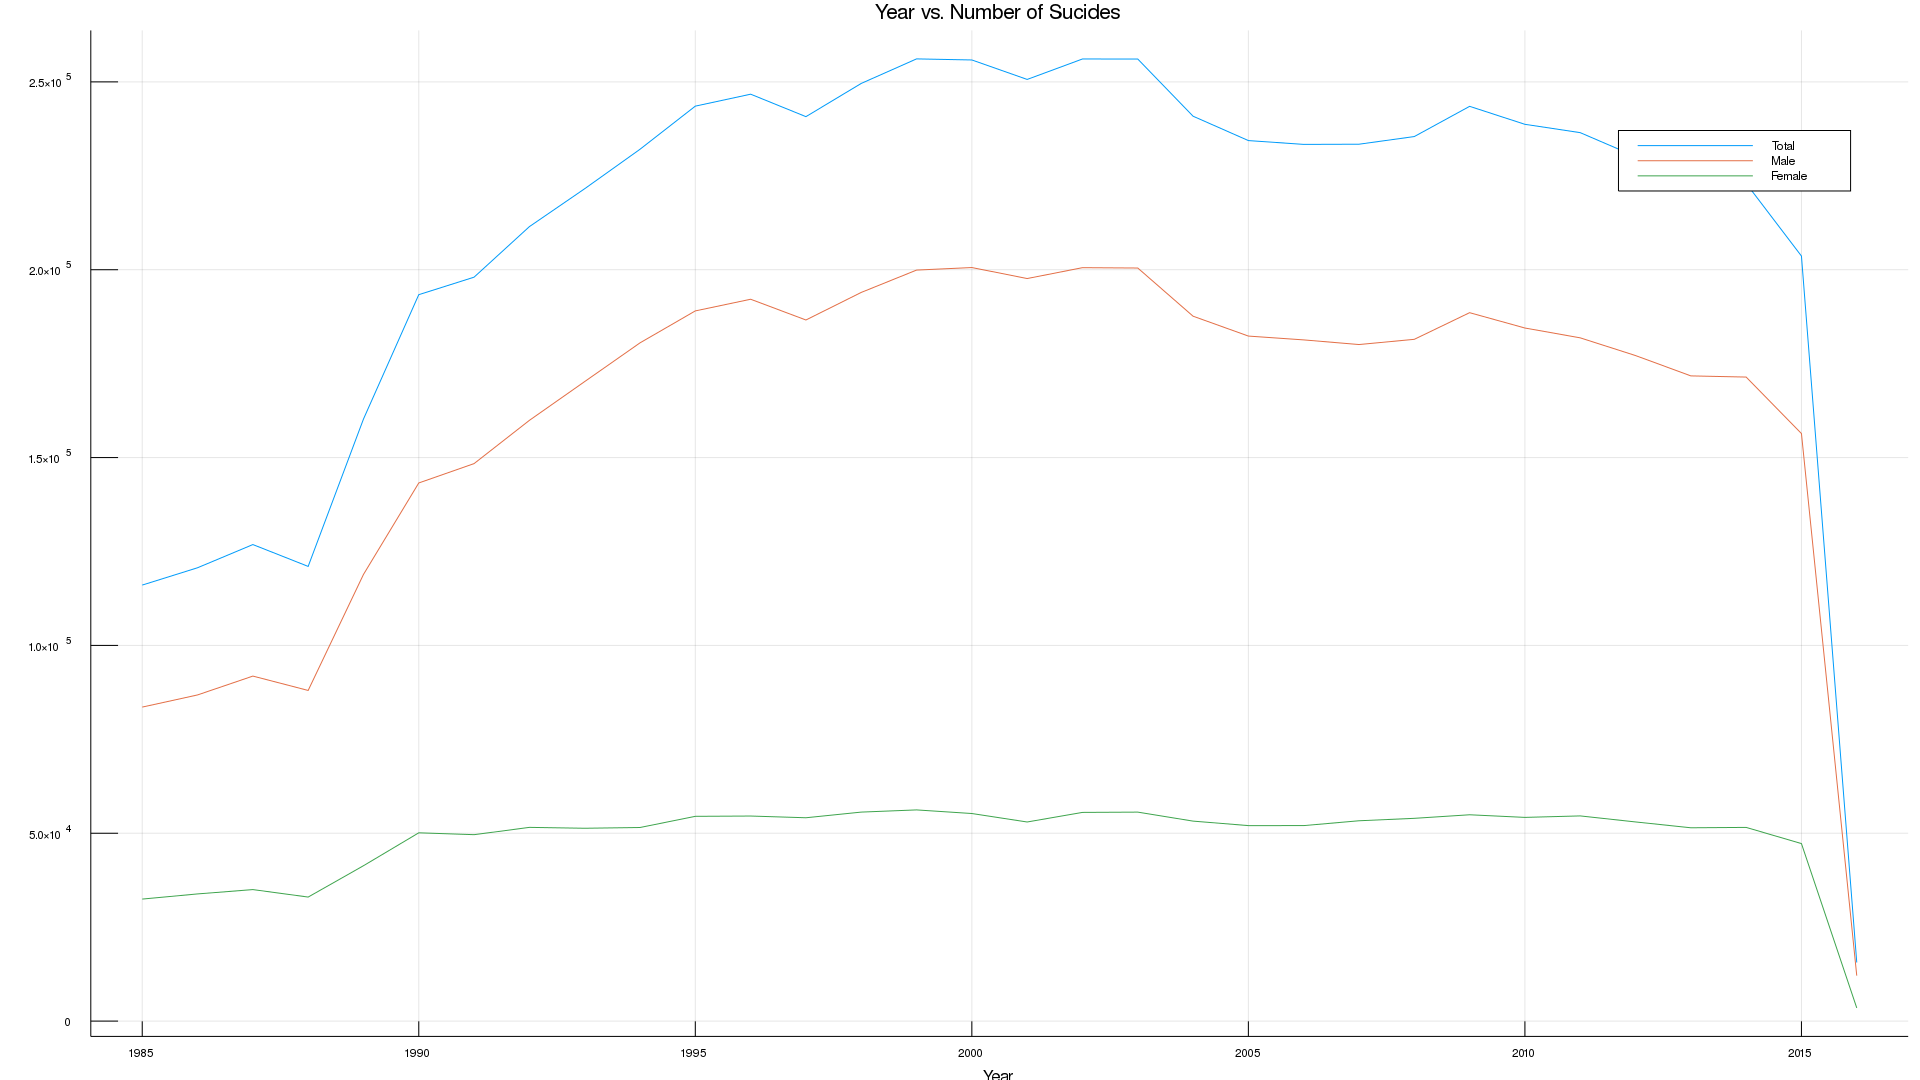 Year vs. Number of Sucides
2.5×10 5
2.0×10 5
1.5×10 5
1.0×10 5
5.0×10 4
0
Total
Male
Female
1985 1990 1995 2000 2005 2010 2015
Year